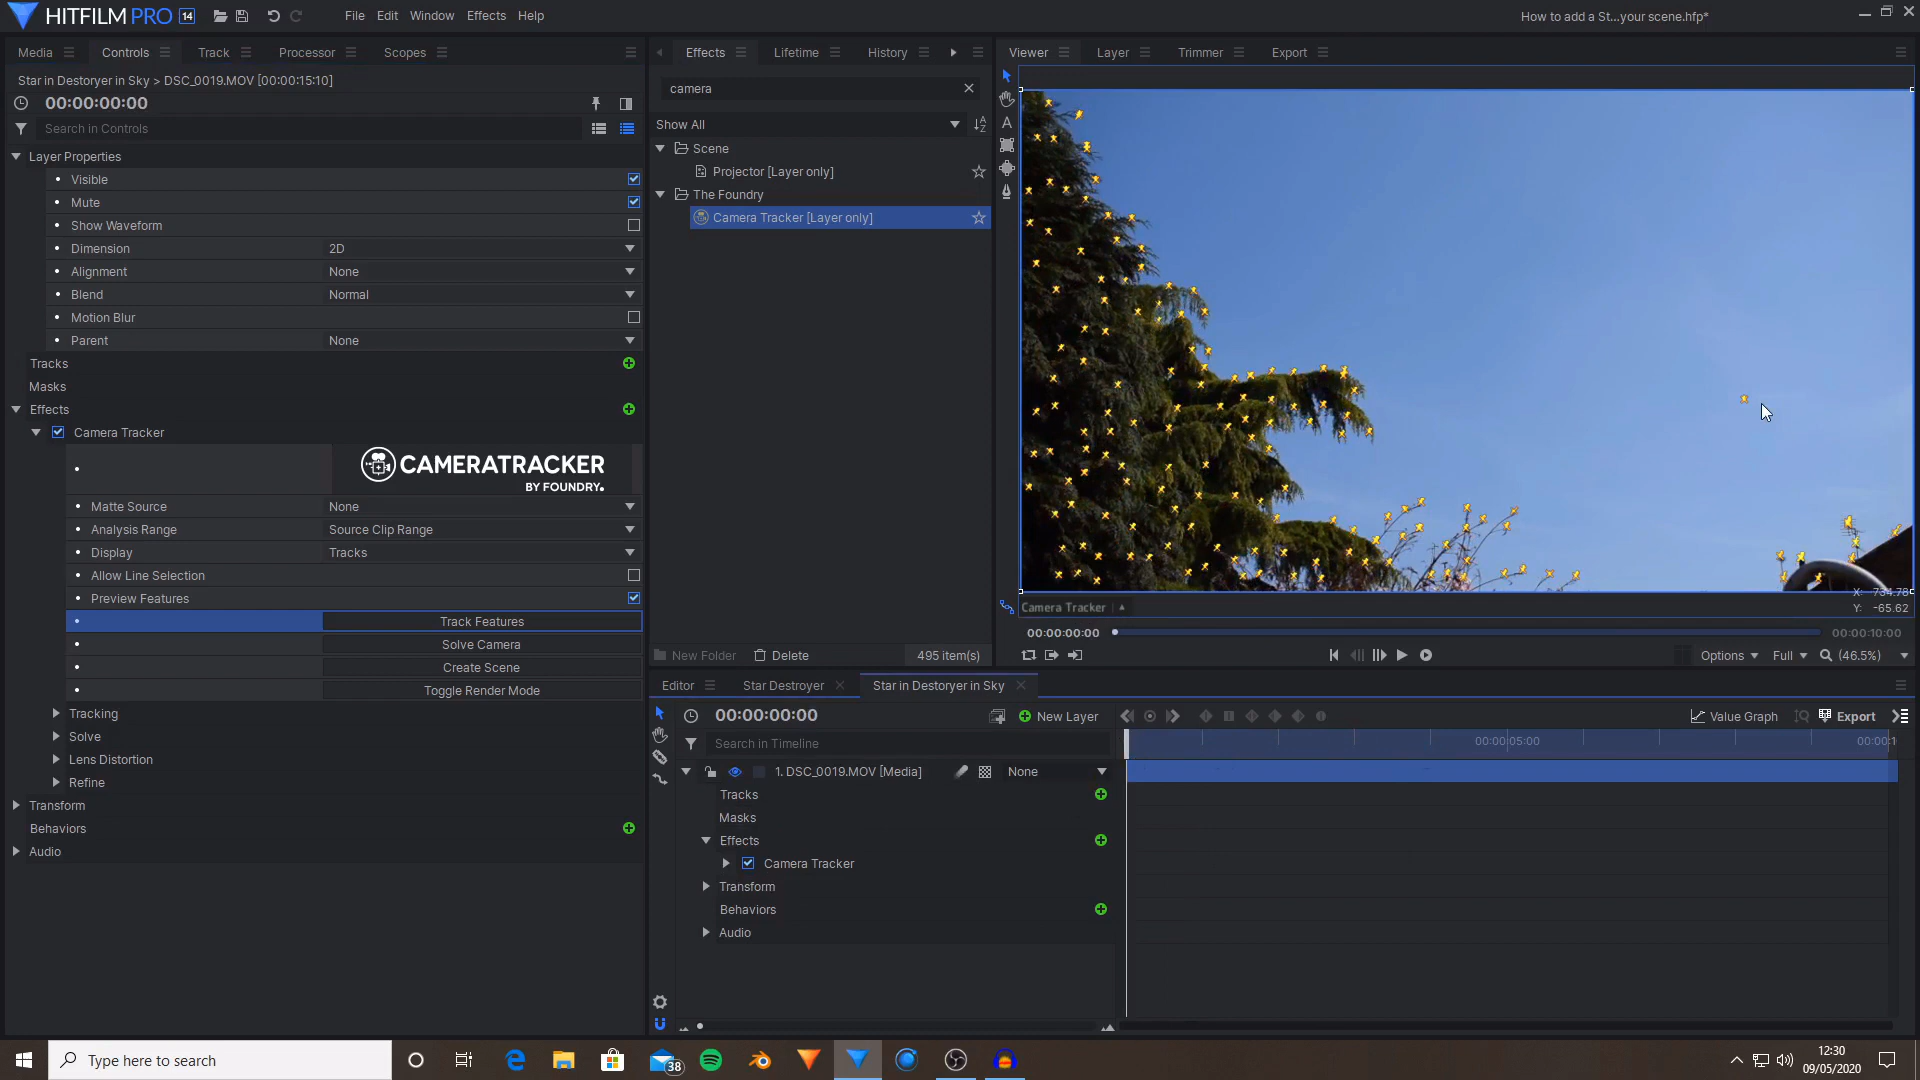 HITFILM PRO 14
File Edit Window Effects Help
How to add a St...your scene.hfp*
Media Controls Track Processor Scopes
Star in Destoryer in Sky > DSC_0019.MOV [00:00:15:10]
00:00:00:00
Search in Controls
Layer Properties
Visible
Mute
Show Waveform
Dimension 2D
Alignment None
Blend Normal
Motion Blur
Parent None
Tracks
Masks
Effects
Camera Tracker
CAMERATRACKER
BY FOUNDRY.
Matte Source None
Analysis Range Source Clip Range
Display Tracks
Allow Line Selection
Preview Features
Track Features
Solve Camera
Create Scene
Toggle Render Mode
Tracking
Solve
Lens Distortion
Refine
Transform
Behaviors
Audio
Effects Lifetime History
camera
Show All
Scene
Projector [Layer only]
The Foundry
Camera Tracker [Layer only]
New Folder Delete 495 item(s)
Viewer Layer Trimmer Export
X: 734.78
Y: -65.62
Camera Tracker
00:00:00:00 00:00:10:00
Options Full (46.5%)
Editor Star Destroyer Star in Destoryer in Sky
00:00:00:00 New Layer Value Graph Export
Search in Timeline
00:00:05:00 00:00:1
1. DSC_0019.MOV [Media] None
Tracks
Masks
Effects
Camera Tracker
Transform
Behaviors
Audio
Type here to search
38
12:30
09/05/2020